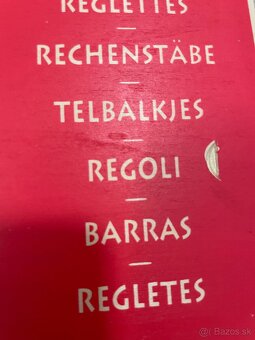 REGLETTES
RECHENSTÄBE
TELBALKJES
REGOLI
BARRAS
REGLETES
Bazos.sk